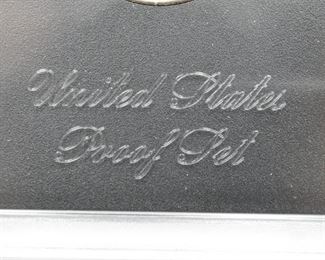 United States
Proof Set